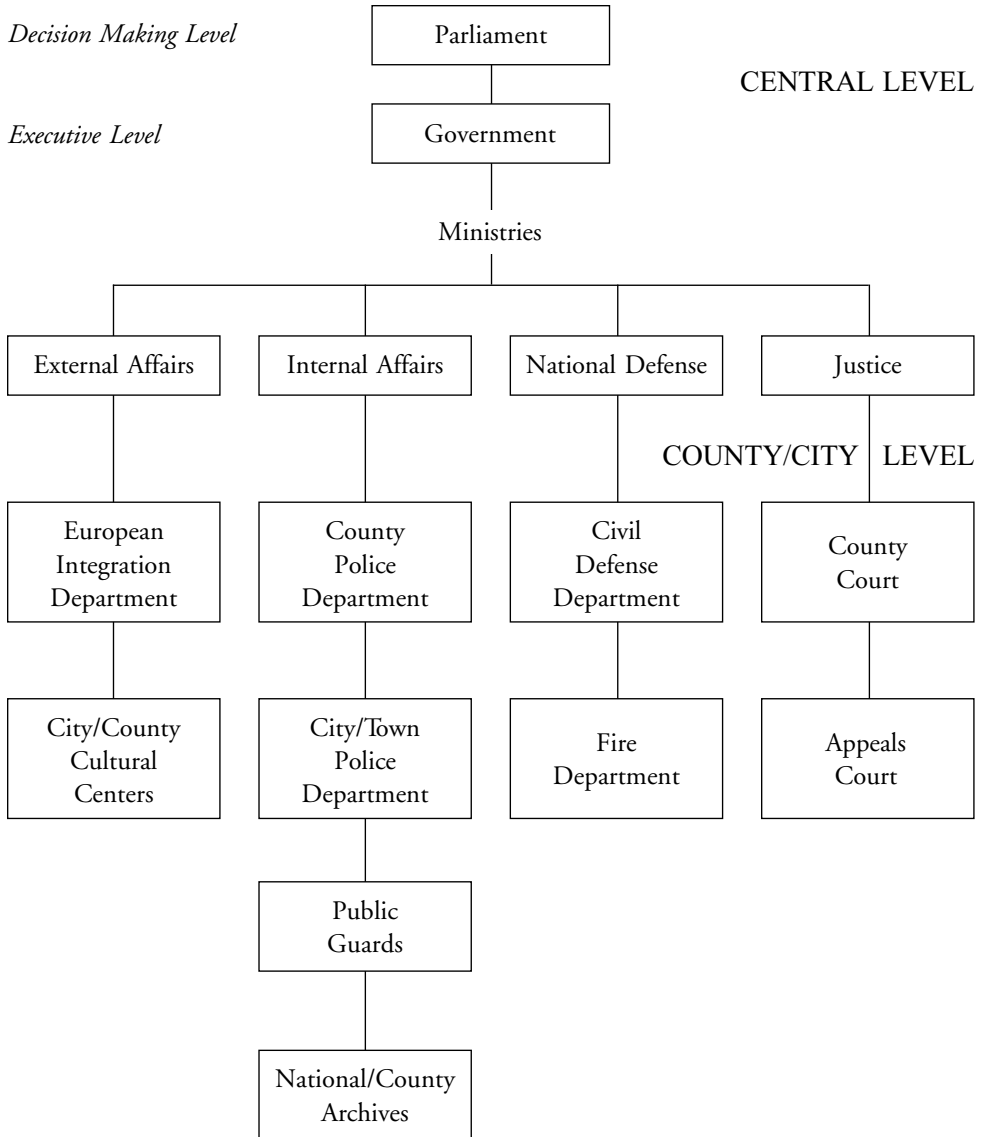 Decision Making Level
Parliament
CENTRAL LEVEL
Executive Level
Government
Ministries
External Affairs
Internal Affairs
National Defense
Justice
COUNTY/CITY LEVEL
European
Integration
Department
County
Police
Department
Civil
Defense
Department
County
Court
City/County
Cultural
Centers
City/Town
Police
Department
Fire
Department
Appeals
Court
Public
Guards
National/County
Archives